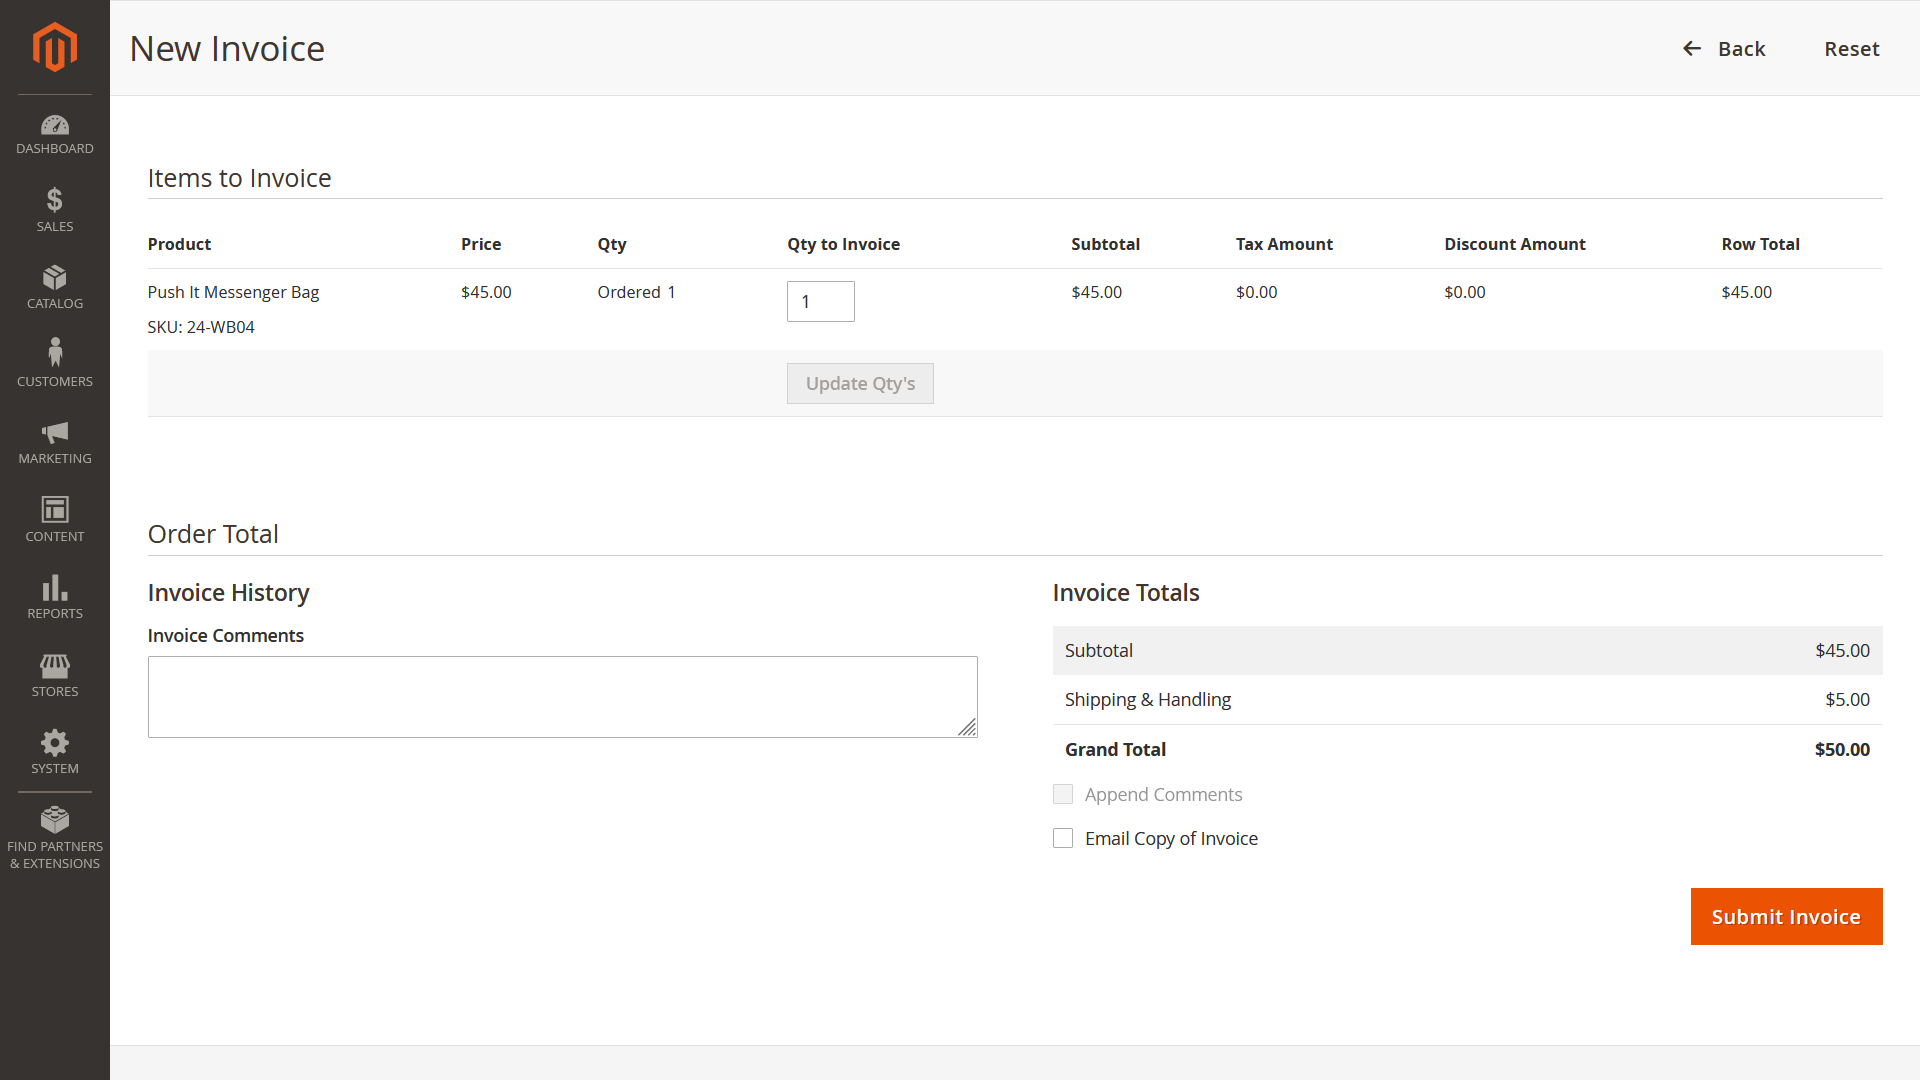 New Invoice
Back
Reset
DASHBOARD
SALES
CATALOG
CUSTOMERS
MARKETING
CONTENT
REPORTS
STORES
SYSTEM
FIND PARTNERS
& EXTENSIONS
Items to Invoice
Product Price Qty Qty to Invoice Subtotal Tax Amount Discount Amount Row Total
Push It Messenger Bag $45.00 Ordered 1 1 $45.00 $0.00 $0.00 $45.00
SKU: 24-WB04
Update Qty's
Order Total
Invoice History
Invoice Comments
Invoice Totals
Subtotal $45.00
Shipping & Handling $5.00
Grand Total $50.00
Append Comments
Email Copy of Invoice
Submit Invoice